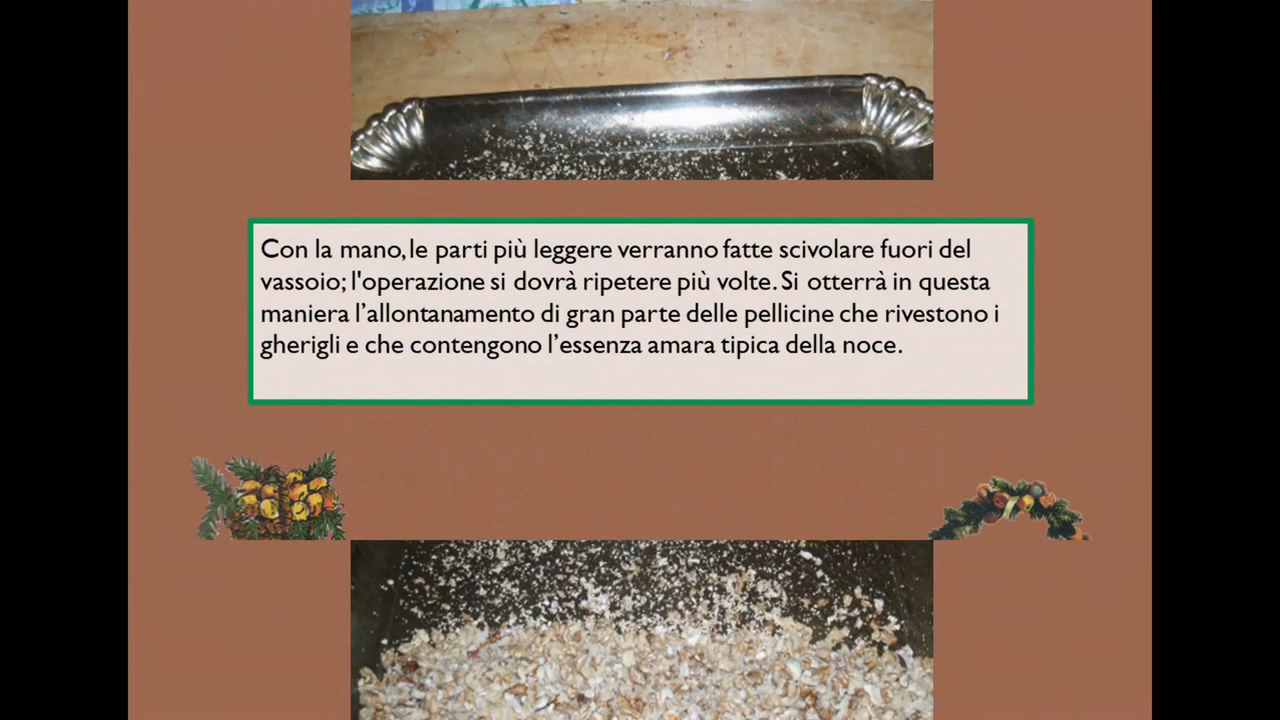 Con la mano, le parti più leggere verranno fatte scivolare fuori del
vassoio; l'operazione si dovrà ripetere più volte. Si otterrà in questa
maniera l’allontanamento di gran parte delle pellicine che rivestono i
gherigli e che contengono l’essenza amara tipica della noce.